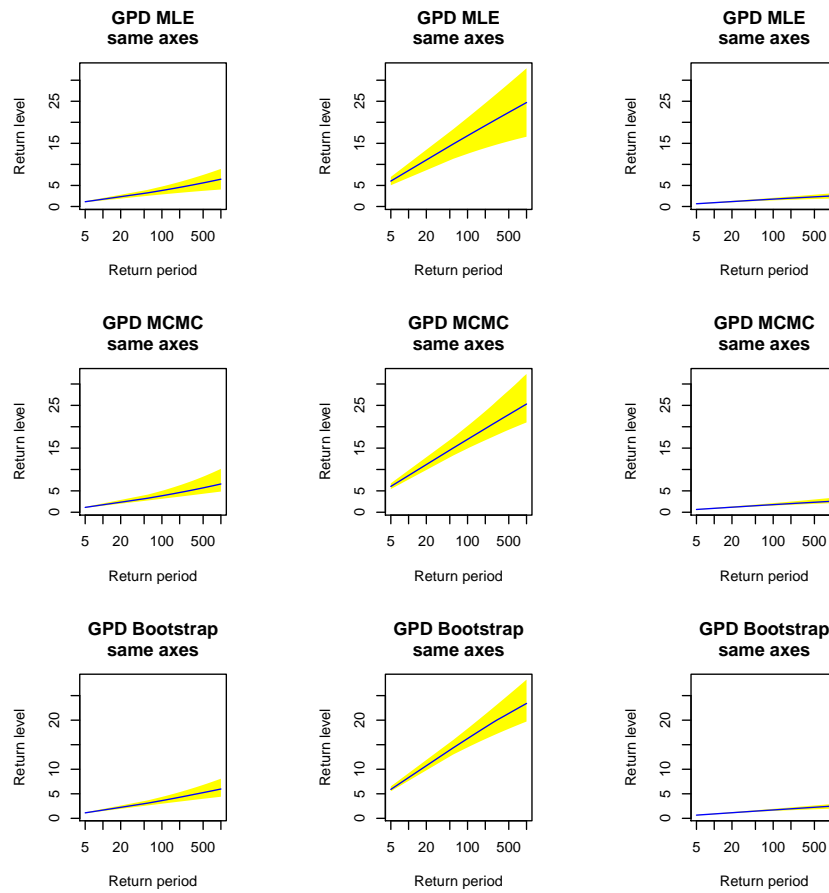 GPD MLE
same axes
Return level
0 5 15 25
5 20 100 500
Return period
GPD MLE
same axes
Return level
0 5 15 25
5 20 100 500
Return period
GPD MLE
same axes
Return level
0 5 15 25
5 20 100 500
Return period
GPD MCMC
same axes
Return level
0 5 15 25
5 20 100 500
Return period
GPD MCMC
same axes
Return level
0 5 15 25
5 20 100 500
Return period
GPD MCMC
same axes
Return level
0 5 15 25
5 20 100 500
Return period
GPD Bootstrap
same axes
Return level
0 5 10 20
5 20 100 500
Return period
GPD Bootstrap
same axes
Return level
0 5 10 20
5 20 100 500
Return period
GPD Bootstrap
same axes
Return level
0 5 10 20
5 20 100 500
Return period